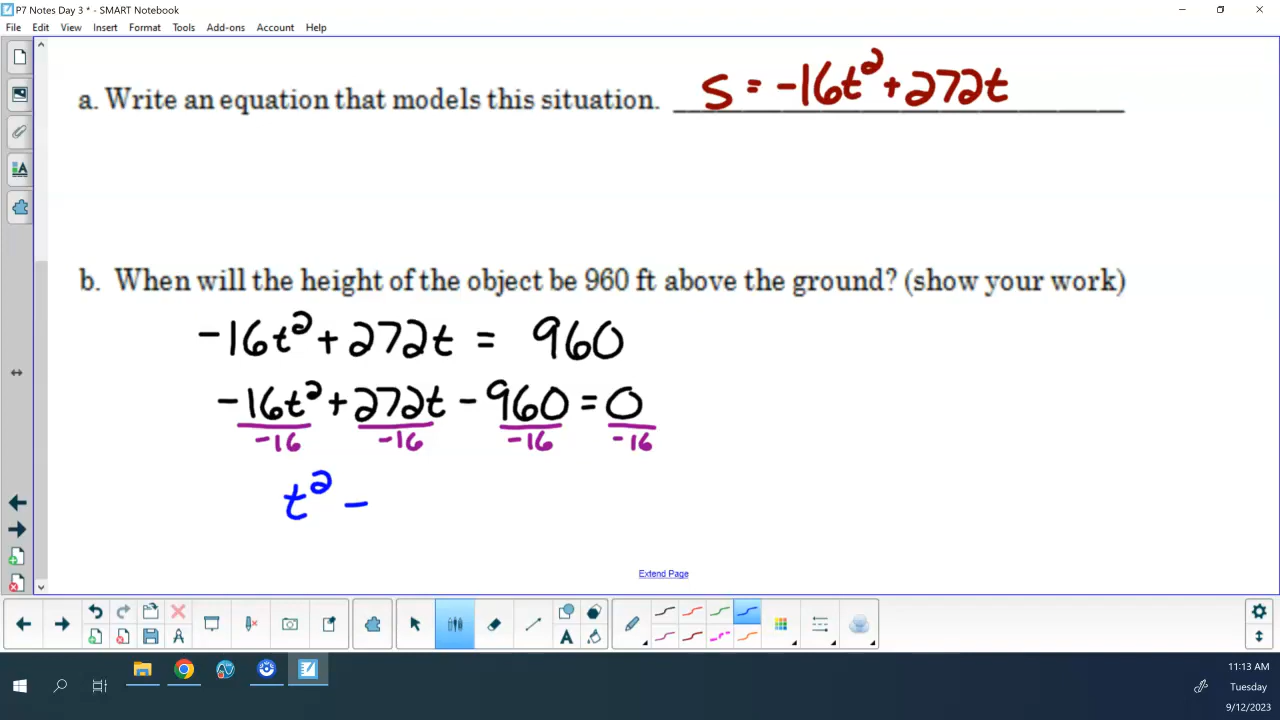 P7 Notes Day 3 * - SMART Notebook
File Edit View Insert Format Tools Add-ons Account Help
a. Write an equation that models this situation. s = -16t² + 272t
b. When will the height of the object be 960 ft above the ground? (show your work)
-16t² + 272t = 960
-16t² + 272t - 960 = 0
-16 -16 -16 -16
t² -
Extend Page
11:13 AM
Tuesday
9/12/2023